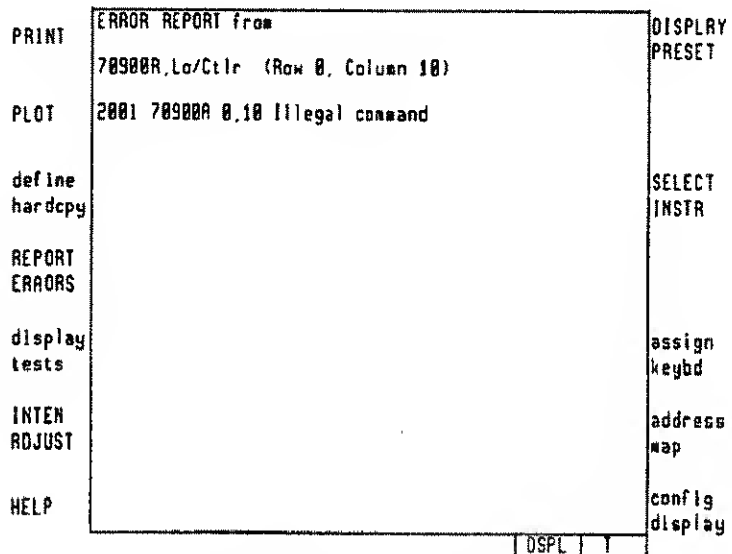 PRINT
PLOT
define
hardcpy
REPORT
ERRORS
display
tests
INTEN
ADJUST
HELP
ERROR REPORT from
70900A,Lo/Ctlr (Row 0, Column 10)
2001 70900A 0,10 Illegal command
DISPLAY
PRESET
SELECT
INSTR
assign
keybd
address
map
config
display
DSPL T